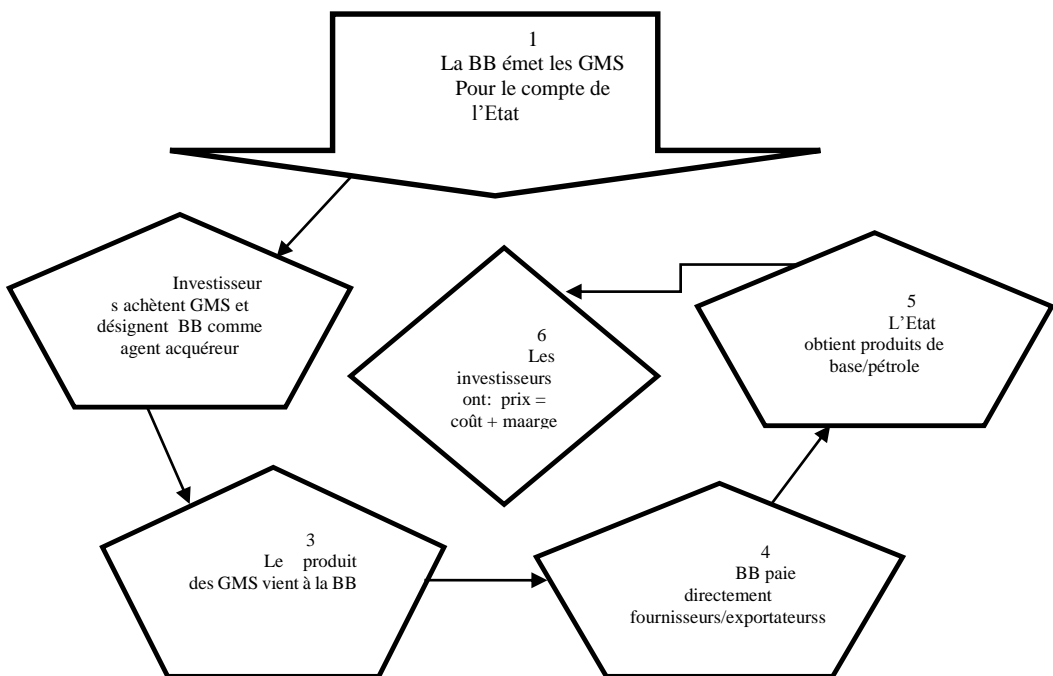 1
La BB émet les GMS
Pour le compte de
l’Etat
Investisseur
s achètent GMS et
désignent BB comme
agent acquéreur
3
Le produit
des GMS vient à la BB
4
BB paie
directement
fournisseurs/exportateurss
5
L’Etat
obtient produits de
base/pétrole
6
Les
investisseurs
ont: prix =
coût + maarge